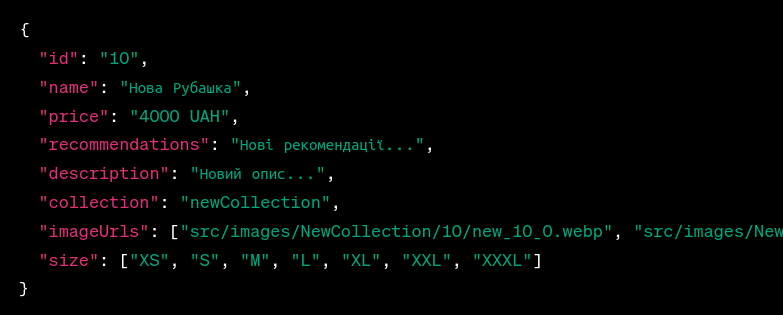 {
"id": "10",
"name": "Нова Рубашка",
"price": "4000 UAH",
"recommendations": "Нові рекомендації...",
"description": "Новий опис...",
"collection": "newCollection",
"imageUrls": ["src/images/NewCollection/10/new_10_0.webp", "src/images/New
"size": ["XS", "S", "M", "L", "XL", "XXL", "XXXL"]
}